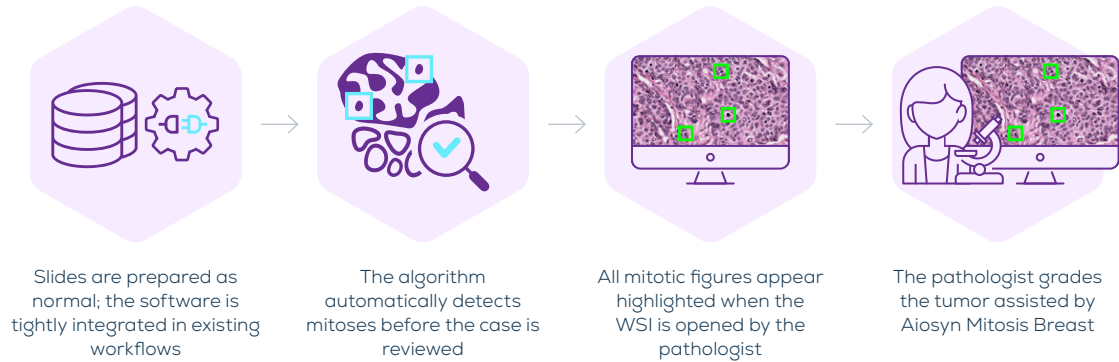 Slides are prepared as
normal; the software is
tightly integrated in existing
workflows
The algorithm
automatically detects
mitoses before the case is
reviewed
All mitotic figures appear
highlighted when the
WSI is opened by the
pathologist
The pathologist grades
the tumor assisted by
Aiosyn Mitosis Breast